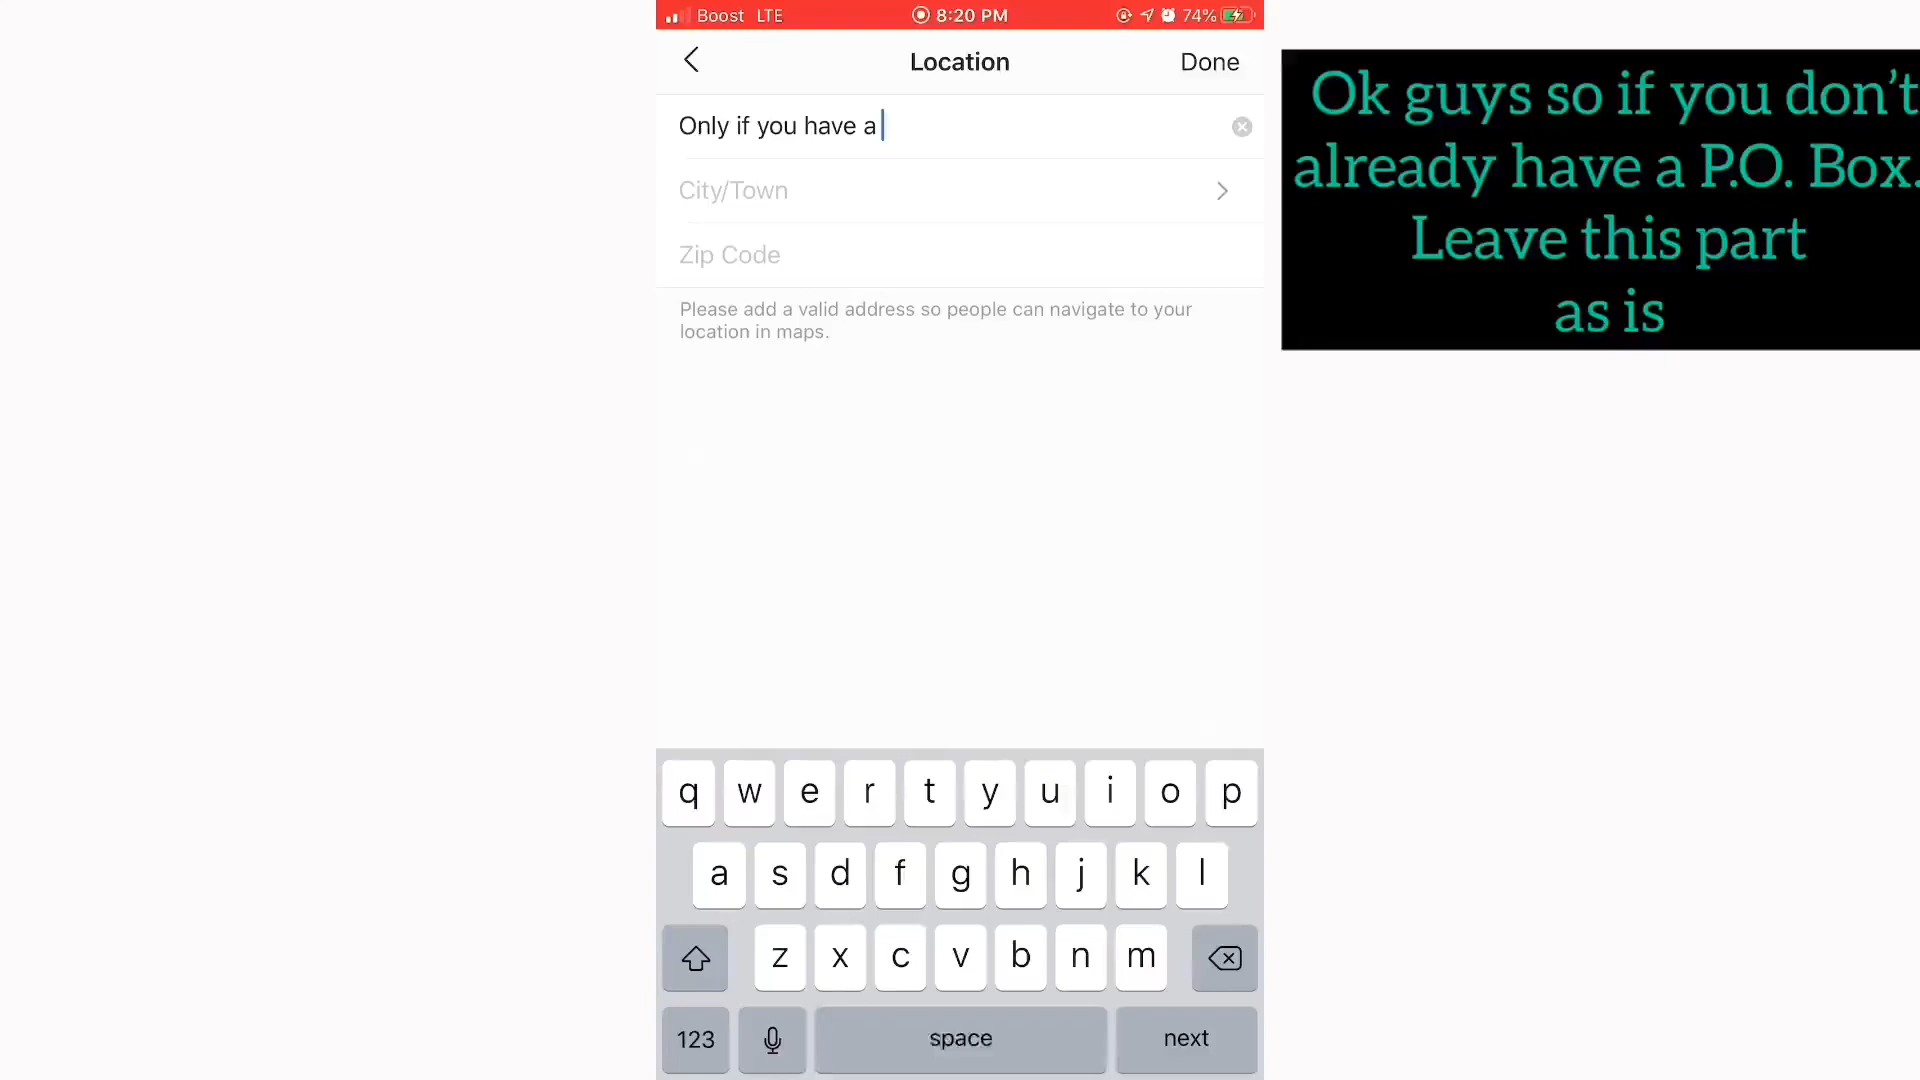 Boost LTE 8:20 PM 74%
Location Done
Only if you have a
City/Town
Zip Code
Please add a valid address so people can navigate to your
location in maps.
q w e r t y u i o p
a s d f g h j k l
z x c v b n m
123 space next
Ok guys so if you don't
already have a P.O. Box.
Leave this part
as is